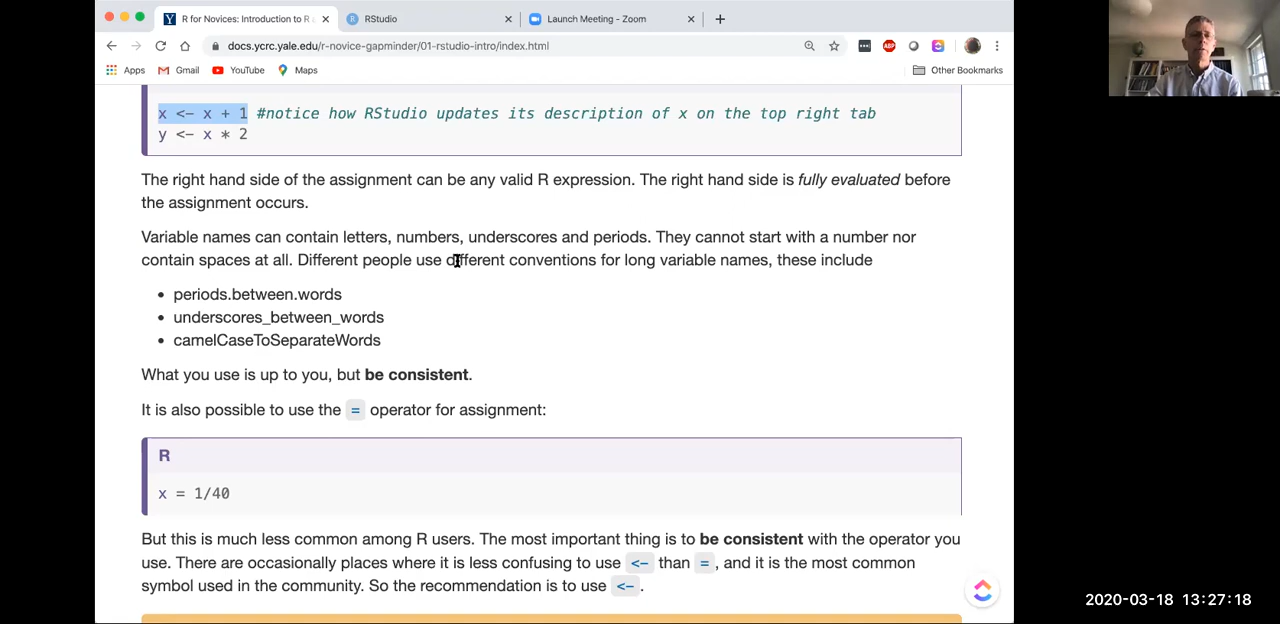 R for Novices: Introduction to R a
RStudio
Launch Meeting - Zoom
docs.ycrc.yale.edu/r-novice-gapminder/01-rstudio-intro/index.html
ABP
Apps Gmail YouTube Maps Other Bookmarks
x <- x + 1 #notice how RStudio updates its description of x on the top right tab
y <- x * 2
The right hand side of the assignment can be any valid R expression. The right hand side is fully evaluated before
the assignment occurs.
Variable names can contain letters, numbers, underscores and periods. They cannot start with a number nor
contain spaces at all. Different people use different conventions for long variable names, these include
• periods.between.words
• underscores_between_words
• camelCaseToSeparateWords
What you use is up to you, but be consistent.
It is also possible to use the = operator for assignment:
R
x = 1/40
But this is much less common among R users. The most important thing is to be consistent with the operator you
use. There are occasionally places where it is less confusing to use <- than =, and it is the most common
symbol used in the community. So the recommendation is to use <-.
2020-03-18 13:27:18